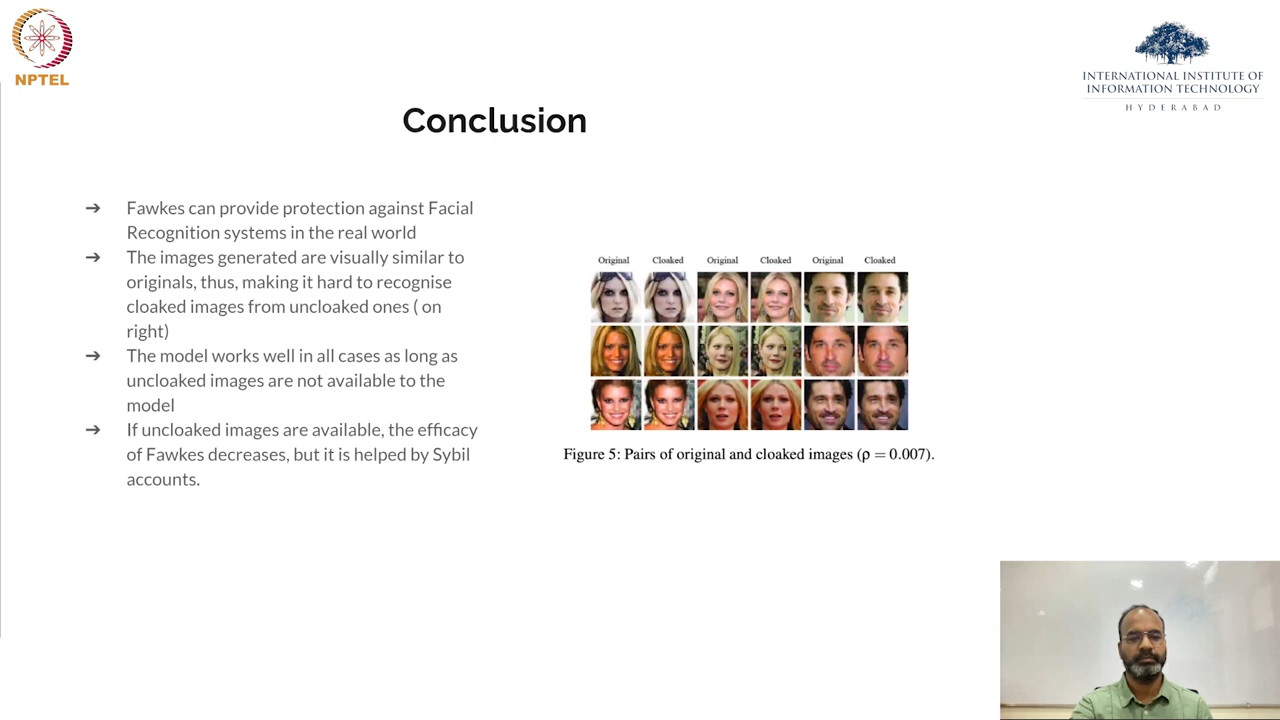 NPTEL
INTERNATIONAL INSTITUTE OF
INFORMATION TECHNOLOGY
HYDERABAD
Conclusion
➔ Fawkes can provide protection against Facial
Recognition systems in the real world
➔ The images generated are visually similar to
originals, thus, making it hard to recognise
cloaked images from uncloaked ones ( on
right)
➔ The model works well in all cases as long as
uncloaked images are not available to the
model
➔ If uncloaked images are available, the efficacy
of Fawkes decreases, but it is helped by Sybil
accounts.
Original Cloaked Original Cloaked Original Cloaked
Figure 5: Pairs of original and cloaked images (ρ = 0.007).